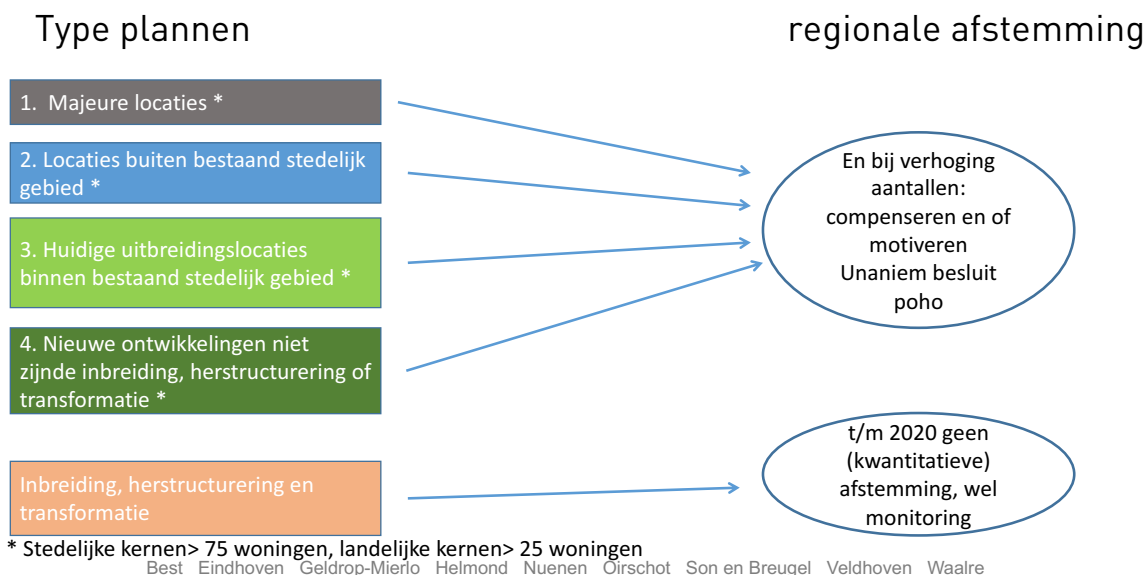 Type plannen
regionale afstemming
1. Majeure locaties *
2. Locaties buiten bestaand stedelijk
gebied *
3. Huidige uitbreidingslocaties
binnen bestaand stedelijk gebied *
4. Nieuwe ontwikkelingen niet
zijnde inbreiding, herstructurering of
transformatie *
En bij verhoging
aantallen:
compenseren en of
motiveren
Unaniem besluit
poho
Inbreiding, herstructurering en
transformatie
t/m 2020 geen
(kwantitatieve)
afstemming, wel
monitoring
* Stedelijke kernen> 75 woningen, landelijke kernen> 25 woningen
Best Eindhoven Geldrop-Mierlo Helmond Nuenen Oirschot Son en Breugel Veldhoven Waalre